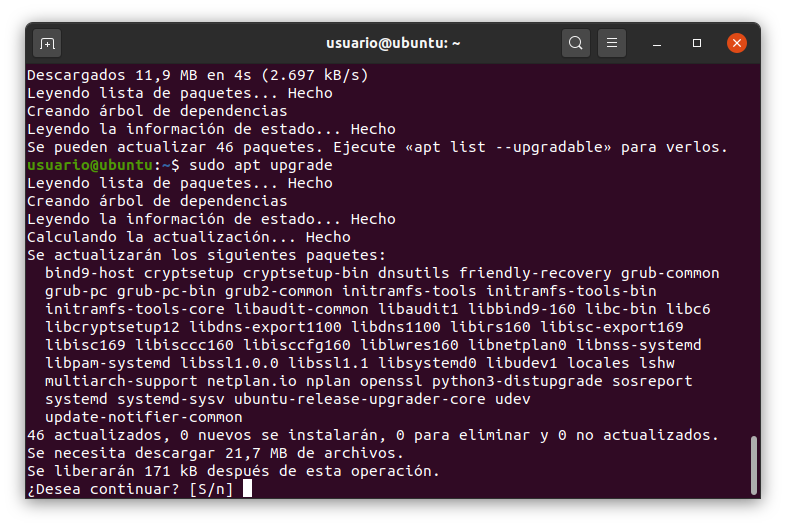 usuario@ubuntu: ~
Descargados 11,9 MB en 4s (2.697 kB/s)
Leyendo lista de paquetes... Hecho
Creando árbol de dependencias
Leyendo la información de estado... Hecho
Se pueden actualizar 46 paquetes. Ejecute «apt list --upgradable» para verlos.
usuario@ubuntu:~$ sudo apt upgrade
Leyendo lista de paquetes... Hecho
Creando árbol de dependencias
Leyendo la información de estado... Hecho
Calculando la actualización... Hecho
Se actualizarán los siguientes paquetes:
  bind9-host cryptsetup cryptsetup-bin dnsutils friendly-recovery grub-common
  grub-pc grub-pc-bin grub2-common initramfs-tools initramfs-tools-bin
  initramfs-tools-core libaudit-common libaudit1 libbind9-160 libc-bin libc6
  libcryptsetup12 libdns-export1100 libdns1100 libirs160 libisc-export169
  libisc169 libisccc160 libisccfg160 liblwres160 libnetplan0 libnss-systemd
  libpam-systemd libssl1.0.0 libssl1.1 libsystemd0 libudev1 locales lshw
  multiarch-support netplan.io nplan openssl python3-distupgrade sosreport
  systemd systemd-sysv ubuntu-release-upgrader-core udev
  update-notifier-common
46 actualizados, 0 nuevos se instalarán, 0 para eliminar y 0 no actualizados.
Se necesita descargar 21,7 MB de archivos.
Se liberarán 171 kB después de esta operación.
¿Desea continuar? [S/n]